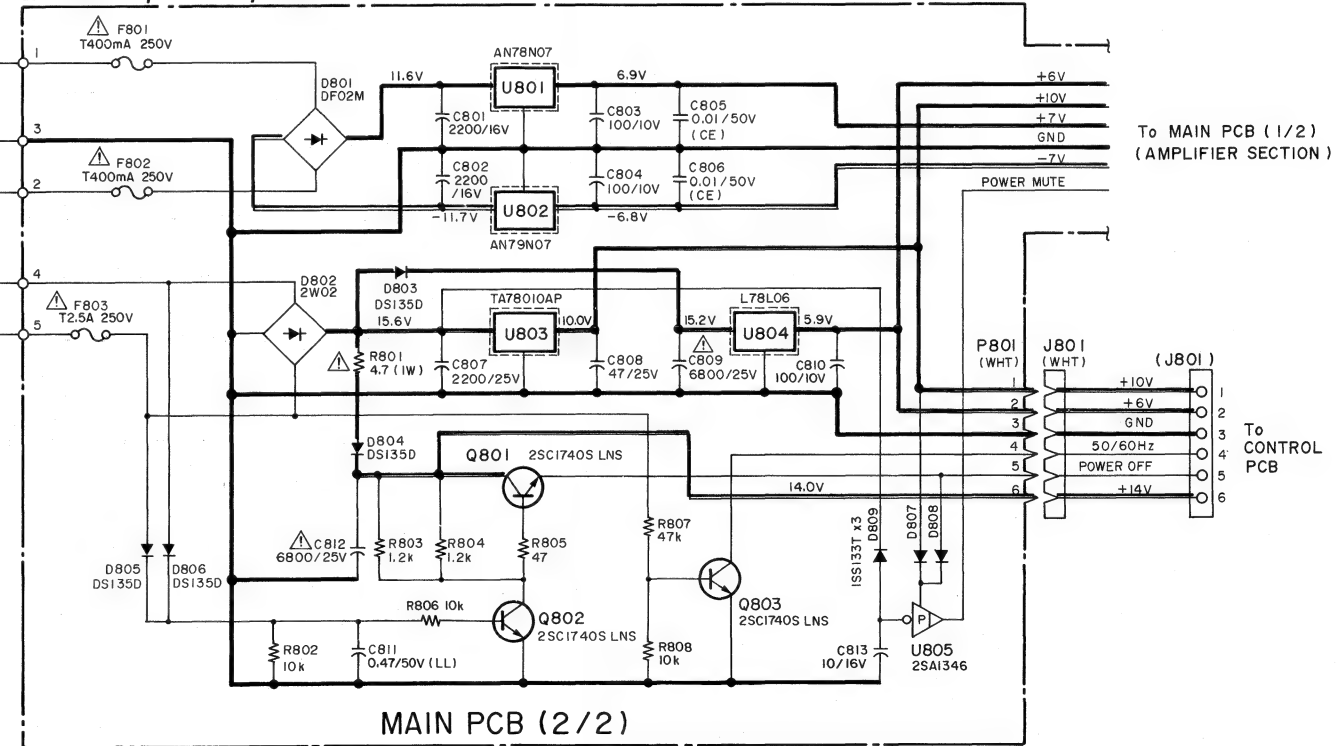 F801
T400mA 250V
1
D801
DF02M
11.6V
AN78N07
U801
6.9V
C801
2200/16V
C803
100/10V
C805
0.01/50V
(CE)
+6V
+10V
+7V
GND
-7V
POWER MUTE
To MAIN PCB (1/2)
(AMPLIFIER SECTION)
3
F802
T400mA 250V
2
C802
2200
/16V
C804
100/10V
C806
0.01/50V
(CE)
-11.7V
U802
-6.8V
AN79N07
4
F803
T2.5A 250V
5
D802
2W02
D803
DS135D
15.6V
TA78010AP
U803
10.0V
15.2V
L78L06
U804
5.9V
R801
4.7 (1W)
C807
2200/25V
C808
47/25V
C809
6800/25V
C810
100/10V
P801
(WHT)
J801
(WHT)
(J801)
1
+10V
1
2
+6V
2
3
GND
3
4
50/60Hz
4
5
POWER OFF
5
6
+14V
6
To
CONTROL
PCB
D804
DS135D
Q801
2SC1740S LNS
14.0V
C812
6800/25V
R803
1.2k
R804
1.2k
R805
47
R807
47k
1SS133T x3
D809
D807
D808
D805
DS135D
D806
DS135D
R806 10k
Q802
2SC1740S LNS
Q803
2SC1740S LNS
P
U805
2SA1346
R802
10k
C811
0.47/50V (LL)
R808
10k
C813
10/16V
MAIN PCB (2/2)